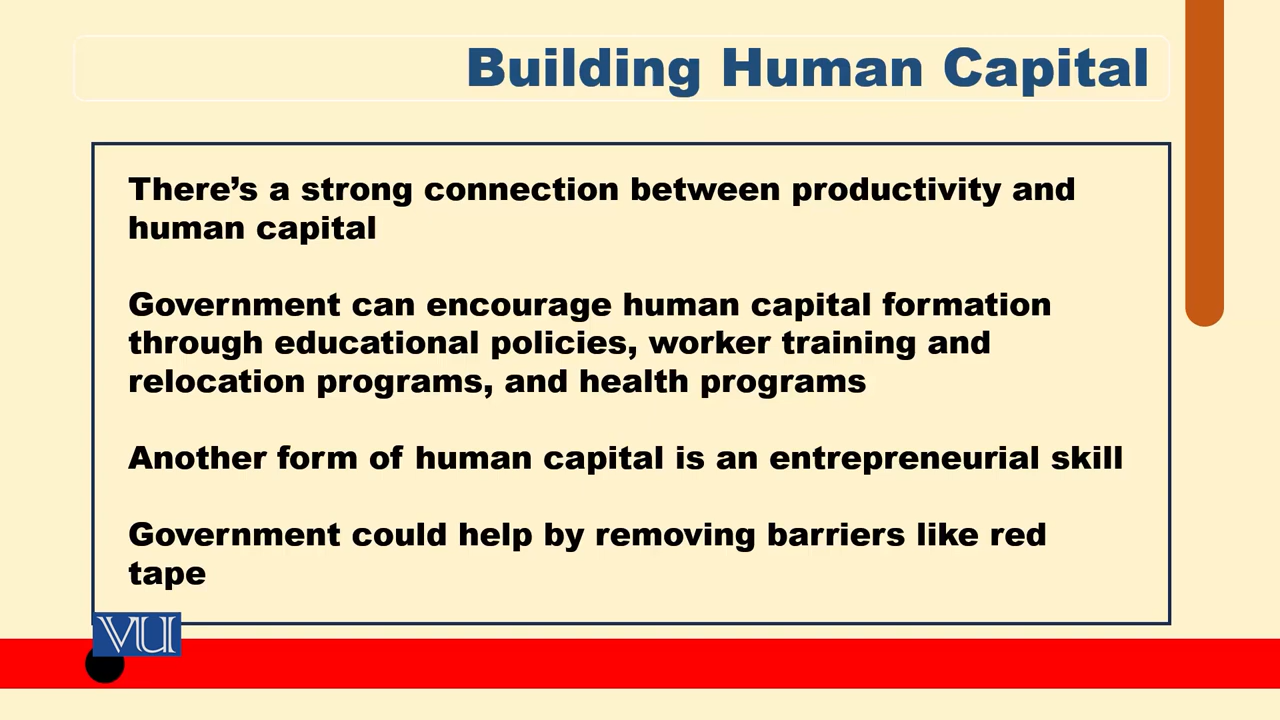 Building Human Capital
There’s a strong connection between productivity and
human capital
Government can encourage human capital formation
through educational policies, worker training and
relocation programs, and health programs
Another form of human capital is an entrepreneurial skill
Government could help by removing barriers like red
tape
VU